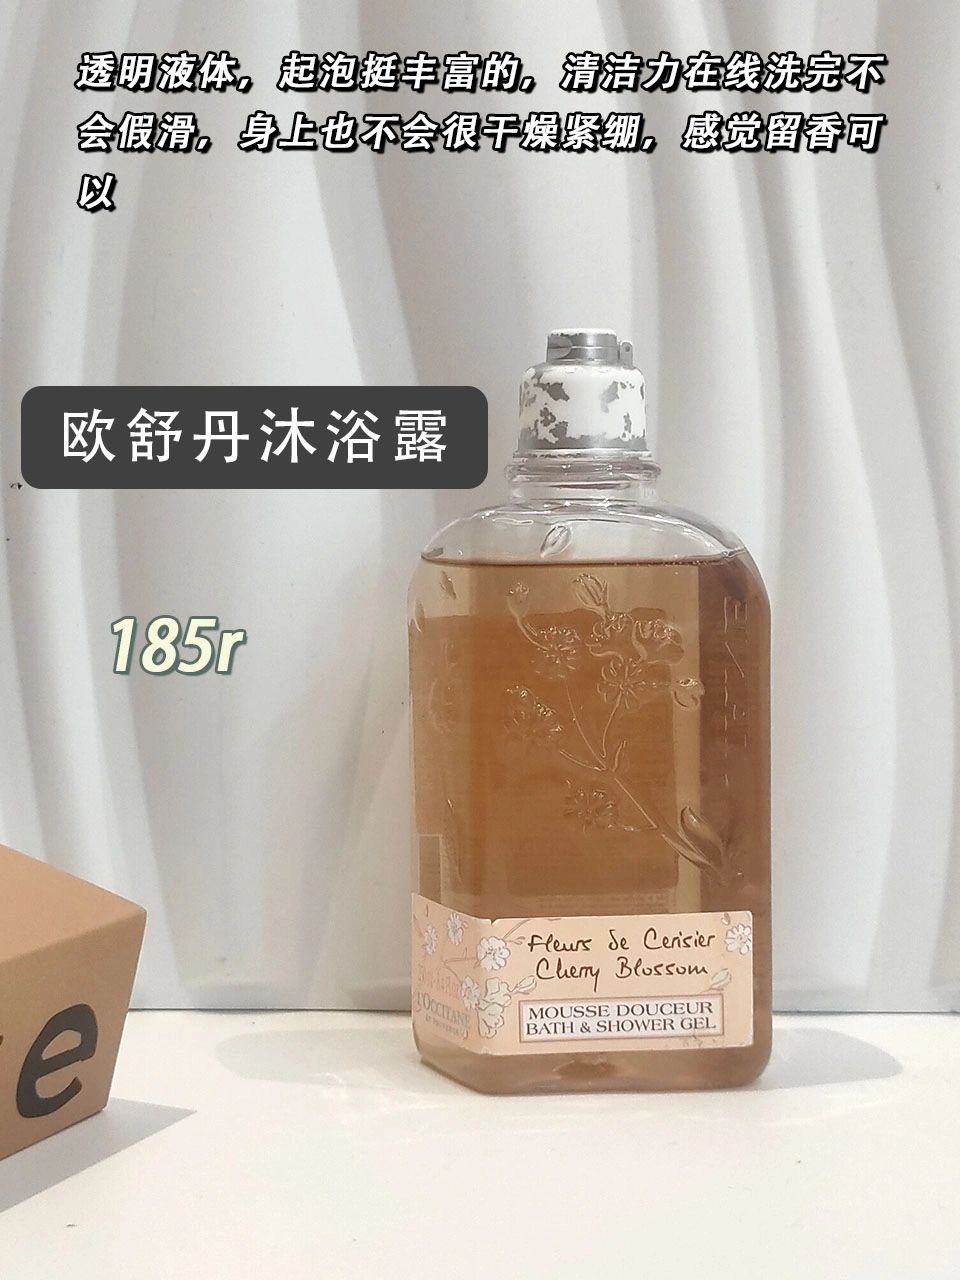 透明液体，起泡挺丰富的，清洁力在线洗完不
会假滑，身上也不会很干燥紧绷，感觉留香可
以
欧舒丹沐浴露
185r
Fleurs de Cerisier
Cherry Blossom
L'OCCITANE
EN PROVENCE
MOUSSE DOUCEUR
BATH & SHOWER GEL
e